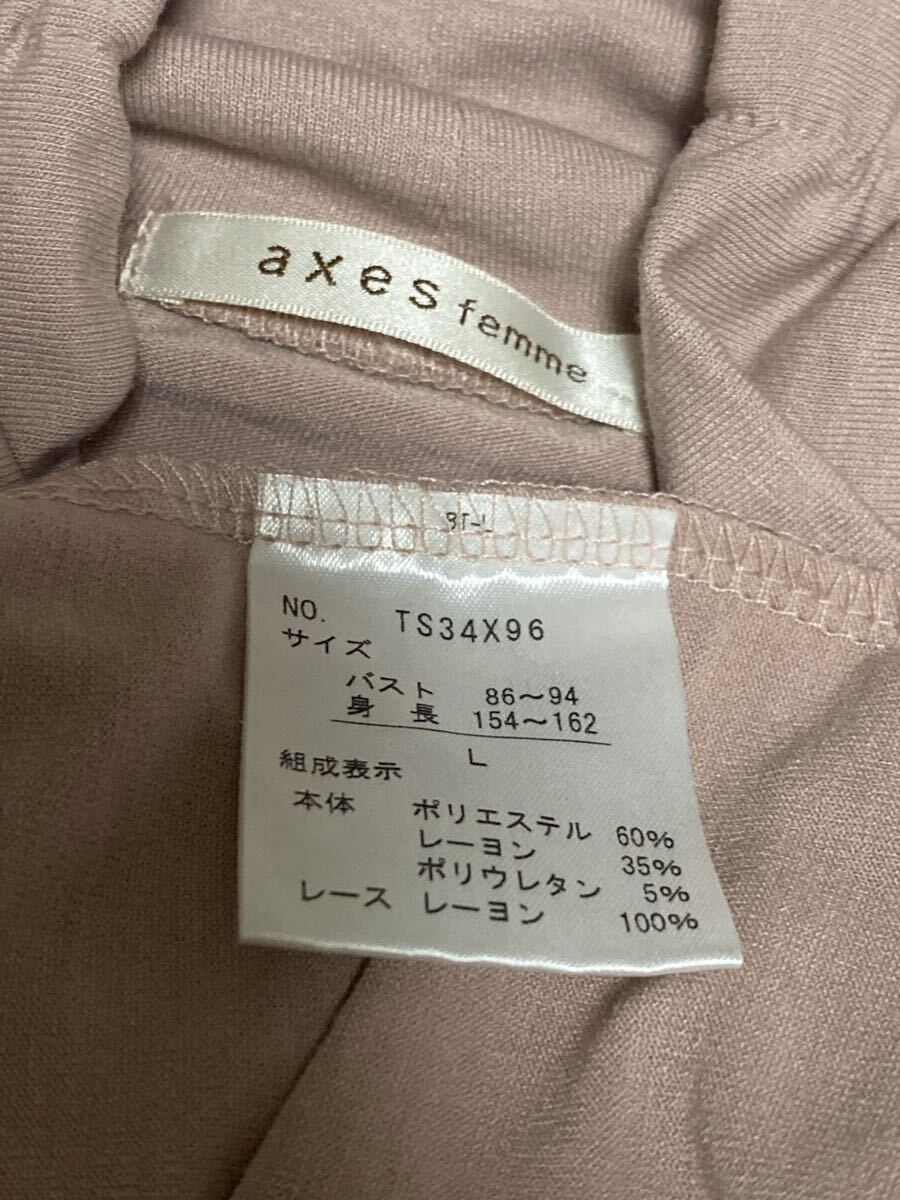 axes femme
NO. TS34X96
サイズ
バスト 86〜94
身長 154〜162
L
組成表示
本体 ポリエステル 60%
レーヨン 35%
ポリウレタン 5%
レース レーヨン 100%